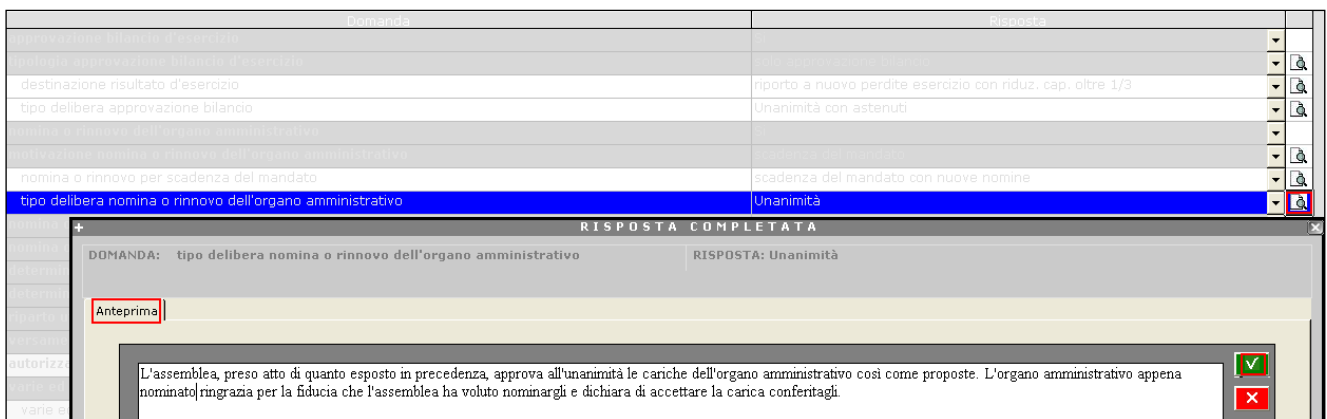 Domanda Risposta
approvazione bilancio d'esercizio Si
tipologia approvazione bilancio d'esercizio solo approvazione bilancio
destinazione risultato d'esercizio riporto a nuovo perdite esercizio con riduz. cap. oltre 1/3
tipo delibera approvazione bilancio Unanimità con astenuti
nomina o rinnovo dell'organo amministrativo Si
motivazione nomina o rinnovo dell'organo amministrativo scadenza del mandato
nomina o rinnovo per scadenza del mandato scadenza del mandato con nuove nomine
tipo delibera nomina o rinnovo dell'organo amministrativo Unanimità
RISPOSTA COMPLETATA
DOMANDA: tipo delibera nomina o rinnovo dell'organo amministrativo RISPOSTA: Unanimità
Anteprima
L'assemblea, preso atto di quanto esposto in precedenza, approva all'unanimità le cariche dell'organo amministrativo così come proposte. L'organo amministrativo appena
nominato ringrazia per la fiducia che l'assemblea ha voluto nominargli e dichiara di accettare la carica conferitagli.